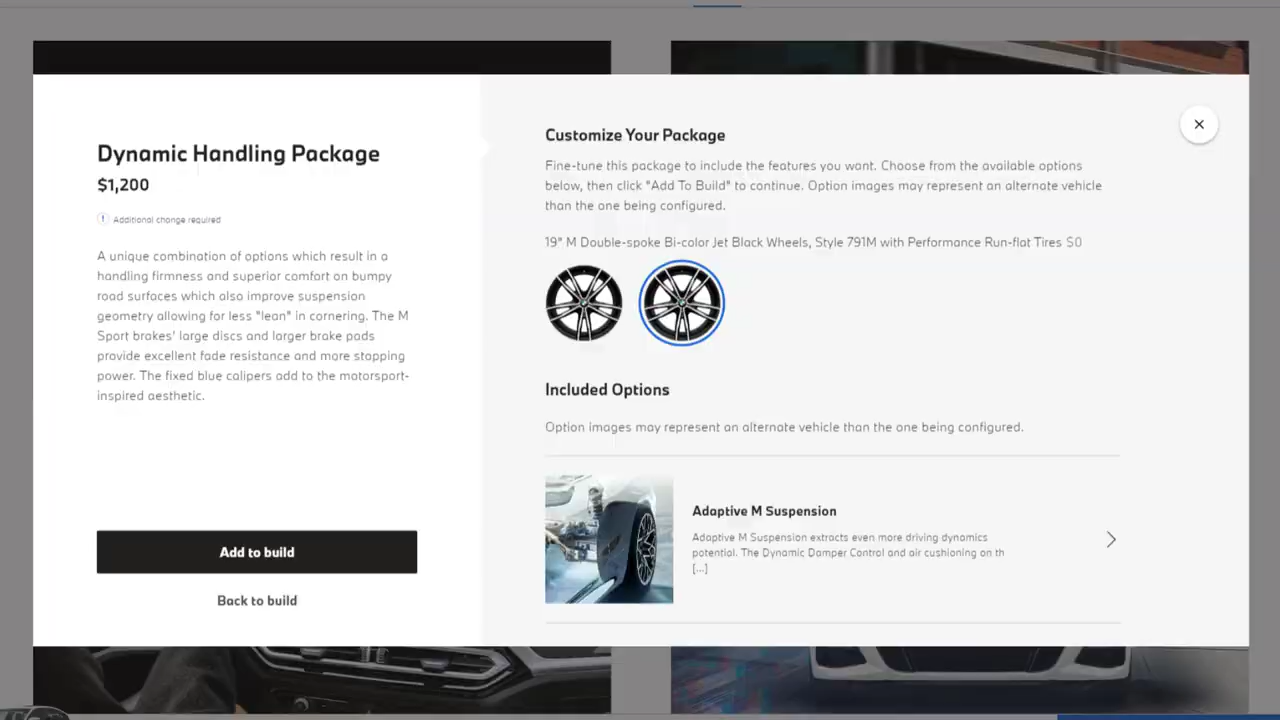 Dynamic Handling Package
$1,200
Additional change required
A unique combination of options which result in a
handling firmness and superior comfort on bumpy
road surfaces which also improve suspension
geometry allowing for less "lean" in cornering. The M
Sport brakes' large discs and larger brake pads
provide excellent fade resistance and more stopping
power. The fixed blue calipers add to the motorsport-
inspired aesthetic.
Add to build
Back to build
Customize Your Package
Fine-tune this package to include the features you want. Choose from the available options
below, then click "Add To Build" to continue. Option images may represent an alternate vehicle
than the one being configured.
19" M Double-spoke Bi-color Jet Black Wheels, Style 791M with Performance Run-flat Tires $0
Included Options
Option images may represent an alternate vehicle than the one being configured.
Adaptive M Suspension
Adaptive M Suspension extracts even more driving dynamics
potential. The Dynamic Damper Control and air cushioning on th
[...]